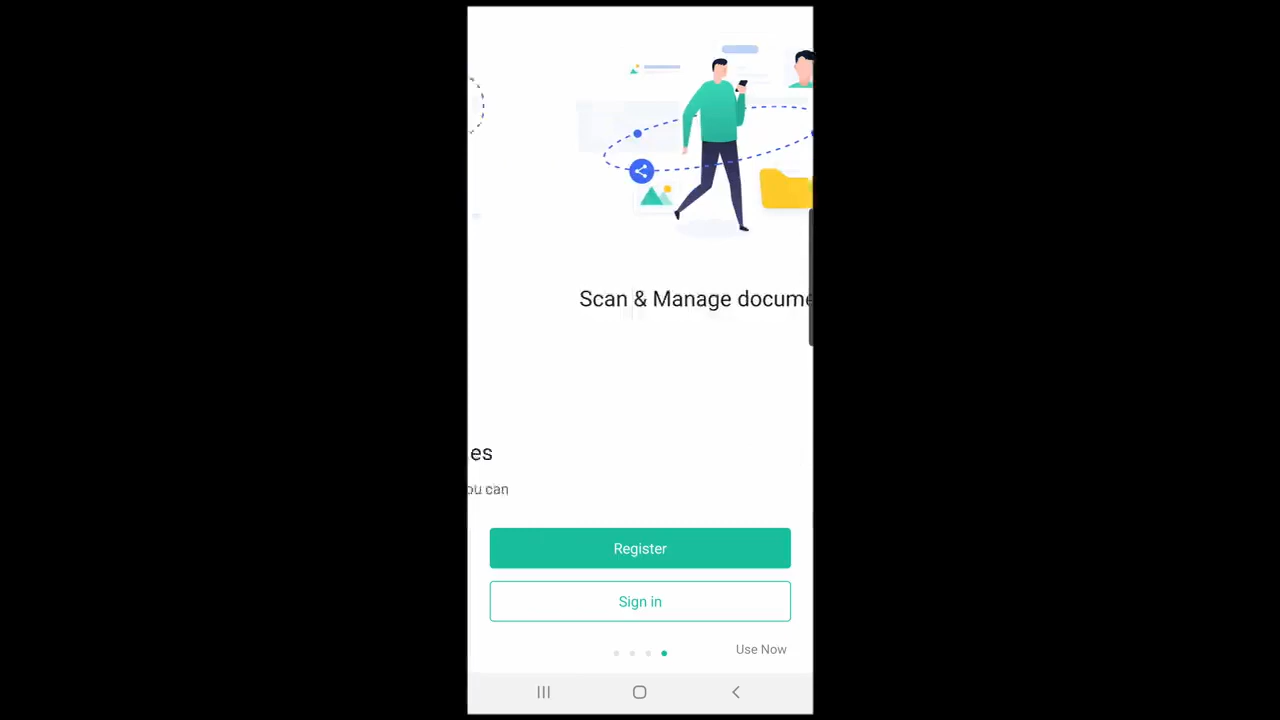 Scan & Manage docume
es
ou can
Register
Sign in
Use Now